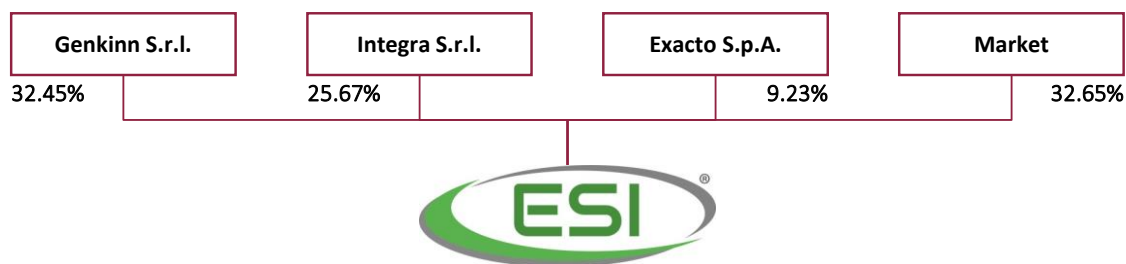 Genkinn S.r.l.
Integra S.r.l.
Exacto S.p.A.
Market
32.45%
25.67%
9.23%
32.65%
ESI
®